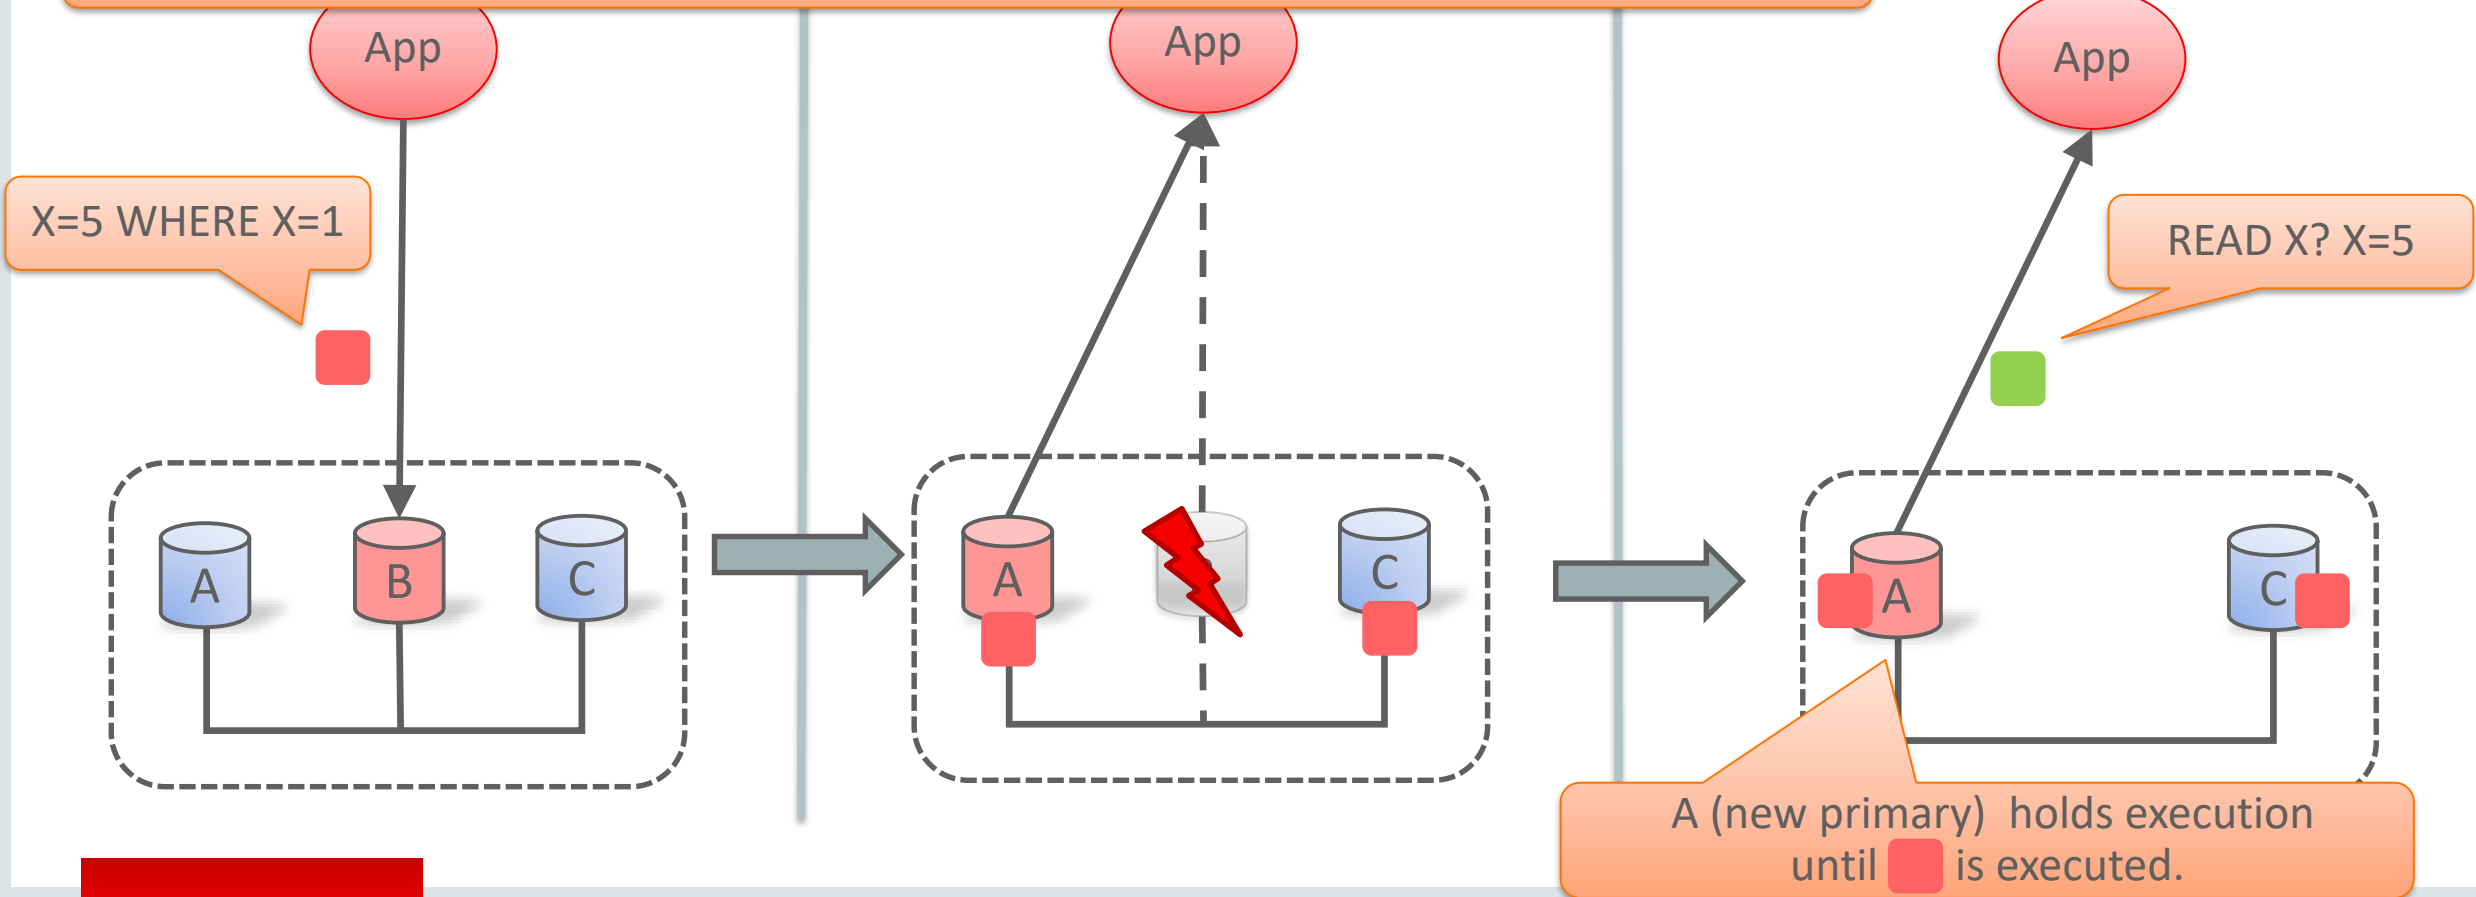 App
App
App
X=5 WHERE X=1
READ X? X=5
A
B
C
A
C
A
C
A (new primary) holds execution
until is executed.